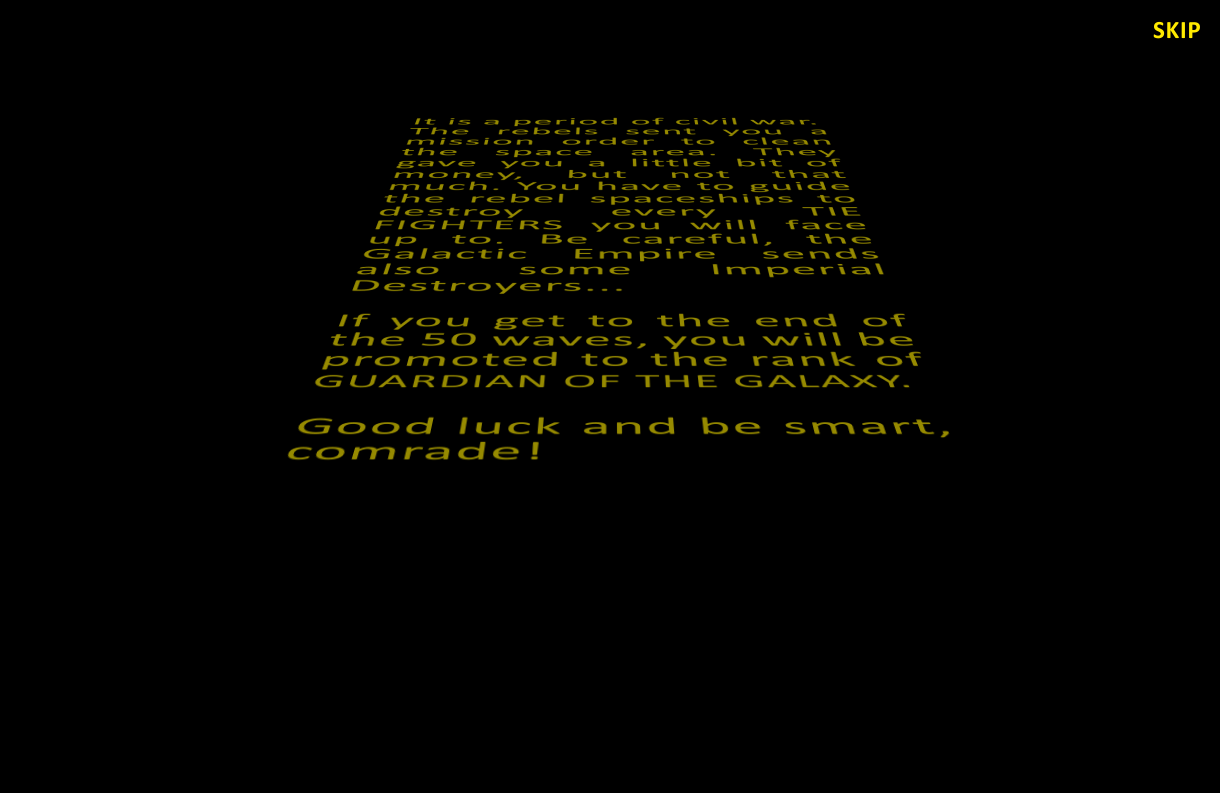 SKIP
It is a period of civil war.
The rebels sent you a
mission order to clean
the space area. They
gave you a little bit of
money, but not that
much. You have to guide
the rebel spaceships to
destroy every TIE
FIGHTERS you will face
up to. Be careful, the
Galactic Empire sends
also some Imperial
Destroyers...
If you get to the end of
the 50 waves, you will be
promoted to the rank of
GUARDIAN OF THE GALAXY.
Good luck and be smart,
comrade!